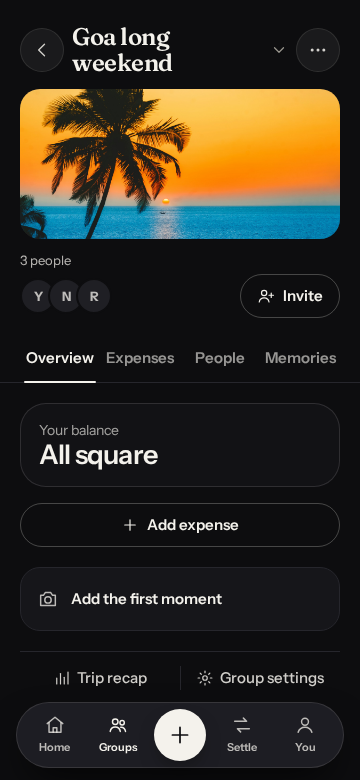 Goa long
weekend
3 people
Y N R
Invite
Overview Expenses People Memories
Your balance
All square
Add expense
Add the first moment
Trip recap Group settings
Home Groups Settle You